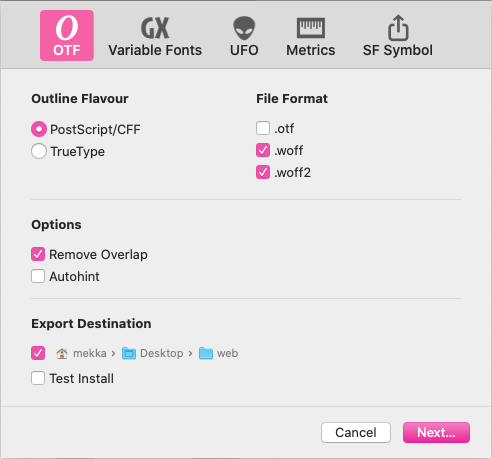 O GX
OTF Variable Fonts UFO Metrics SF Symbol
Outline Flavour File Format
PostScript/CFF .otf
TrueType .woff
.woff2
Options
Remove Overlap
Autohint
Export Destination
mekka › Desktop › web
Test Install
Cancel Next...